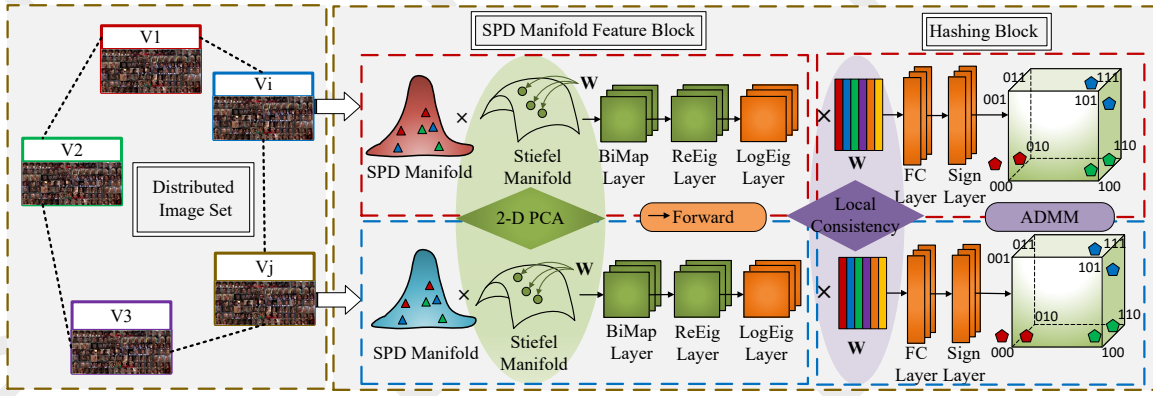 V1
Vi
V2
Distributed
Image Set
Vj
V3
SPD Manifold Feature Block
SPD Manifold
×
W
Stiefel
Manifold
BiMap
Layer
ReEig
Layer
LogEig
Layer
2-D PCA
Forward
SPD Manifold
×
W
Stiefel
Manifold
BiMap
Layer
ReEig
Layer
LogEig
Layer
Hashing Block
×
W
FC
Layer
Sign
Layer
011
111
001
101
010
110
000
100
Local
Consistency
ADMM
×
W
FC
Layer
Sign
Layer
011
111
001
101
010
110
000
100